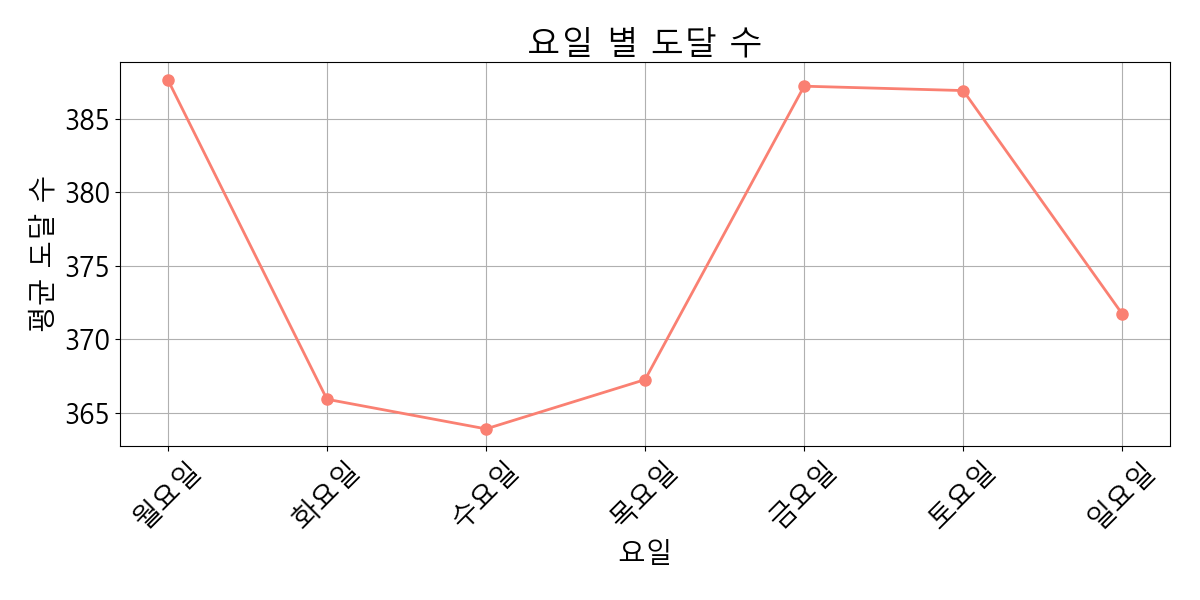 요일 별 도달 수
평균 도달 수
385
380
375
370
365
월요일
화요일
수요일
목요일
금요일
토요일
일요일
요일